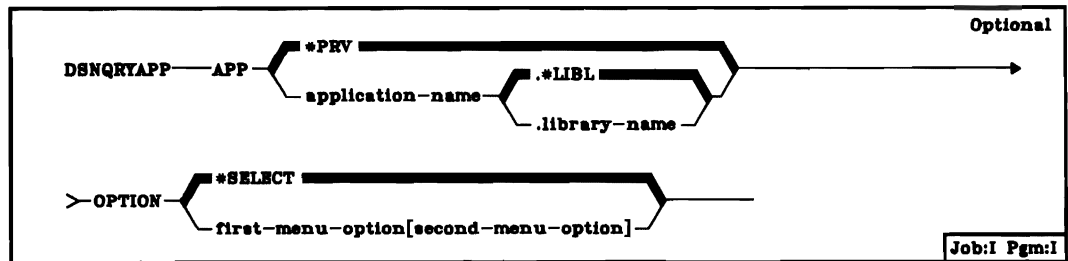 Optional
*PRV
DSNQRYAPP APP
.*LIBL
application-name
.library-name
*SELECT
>-OPTION
first-menu-option[second-menu-option]
Job:I Pgm:I